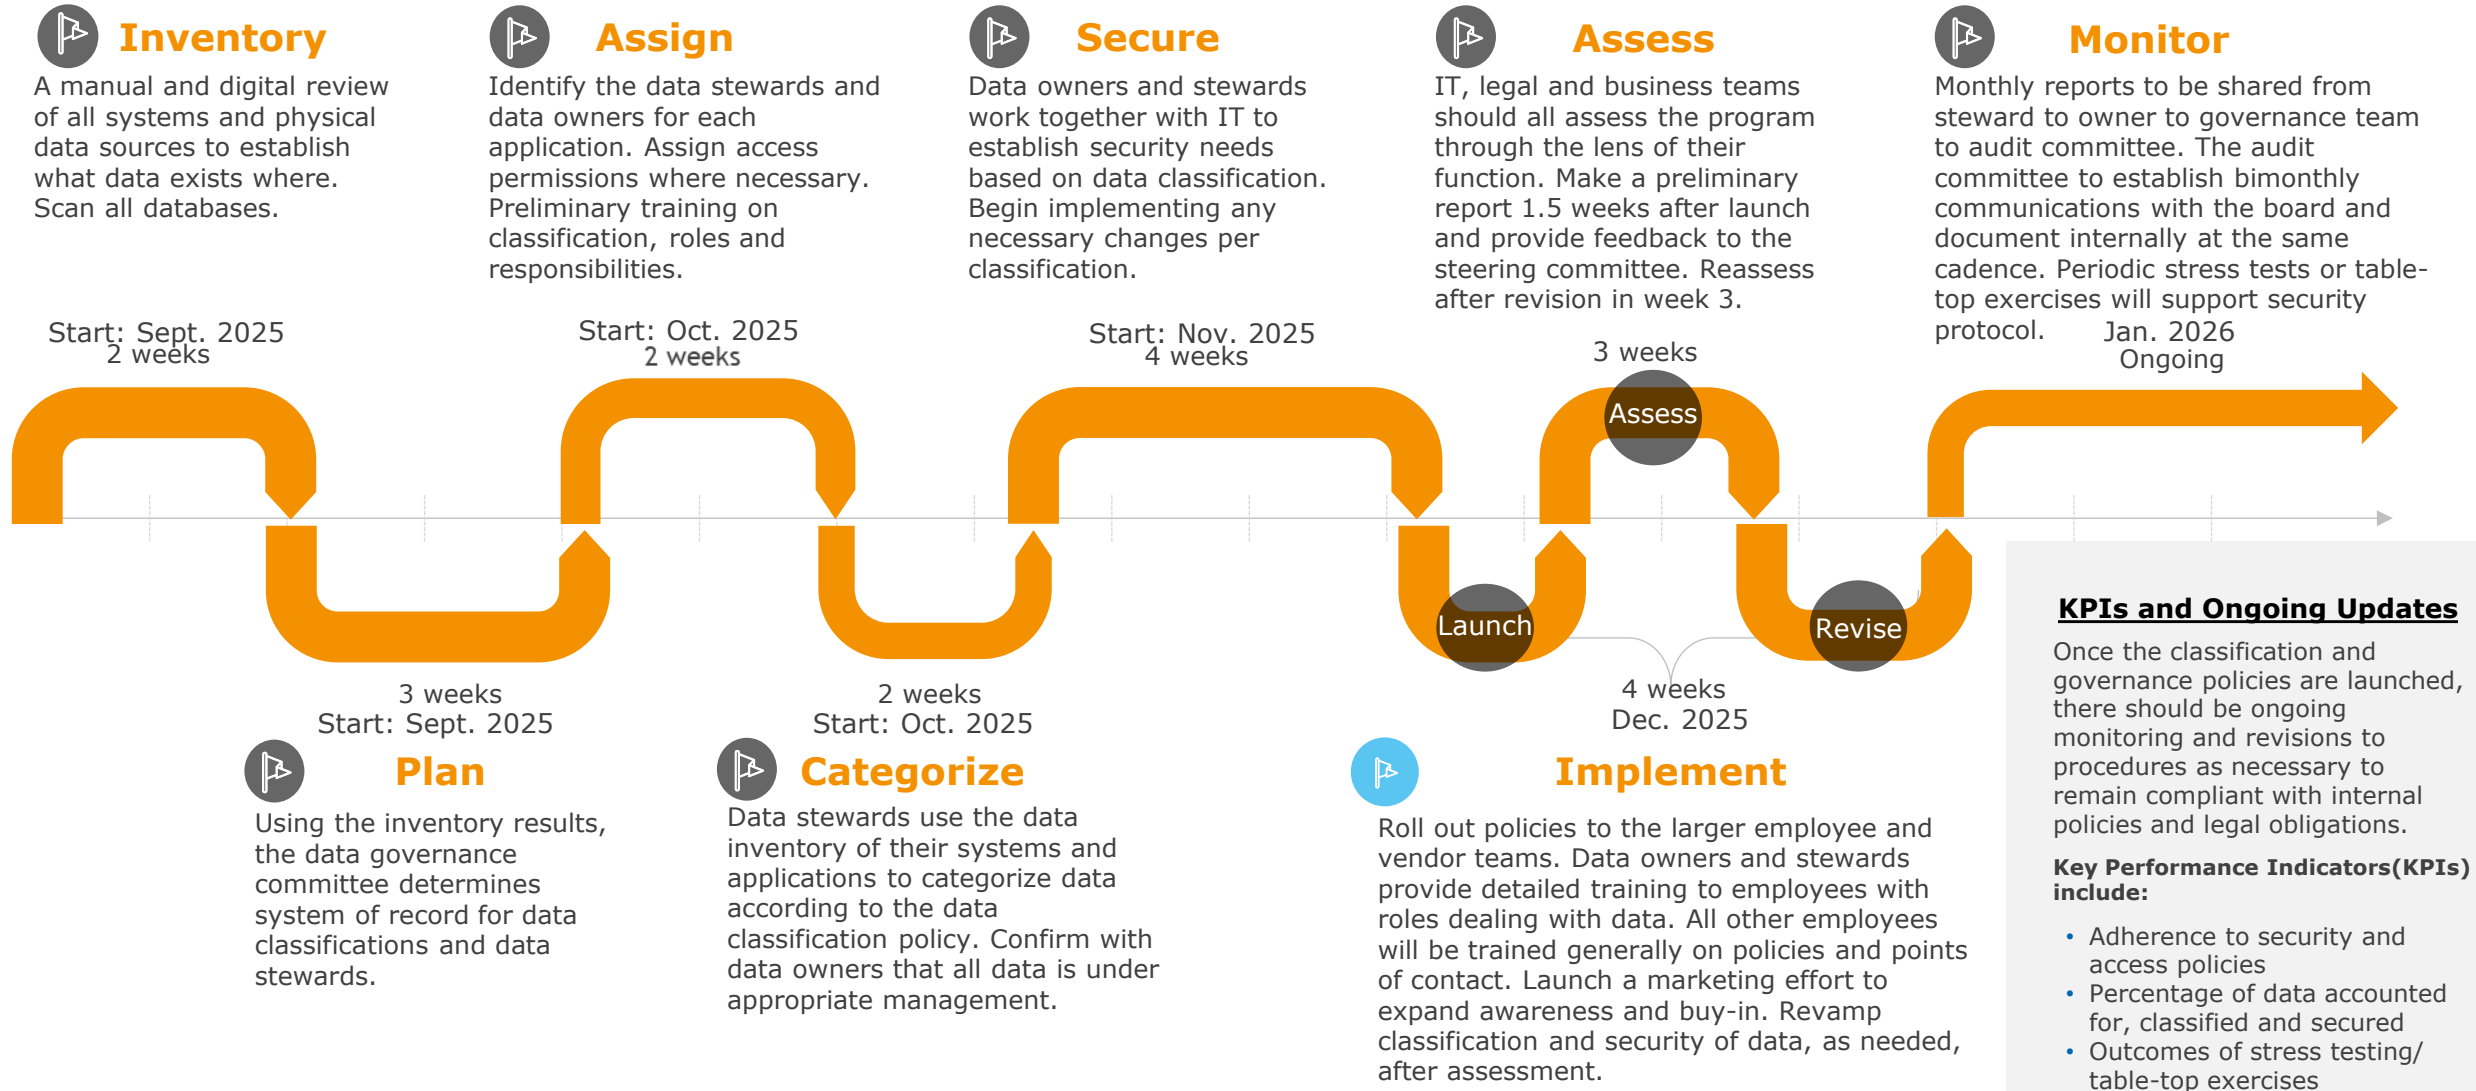 Inventory
A manual and digital review
of all systems and physical
data sources to establish
what data exists where.
Scan all databases.
Start: Sept. 2025
2 weeks
Assign
Identify the data stewards and
data owners for each
application. Assign access
permissions where necessary.
Preliminary training on
classification, roles and
responsibilities.
Start: Oct. 2025
2 weeks
Secure
Data owners and stewards
work together with IT to
establish security needs
based on data classification.
Begin implementing any
necessary changes per
classification.
Start: Nov. 2025
4 weeks
Assess
IT, legal and business teams
should all assess the program
through the lens of their
function. Make a preliminary
report 1.5 weeks after launch
and provide feedback to the
steering committee. Reassess
after revision in week 3.
3 weeks
Monitor
Monthly reports to be shared from
steward to owner to governance team
to audit committee. The audit
committee to establish bimonthly
communications with the board and
document internally at the same
cadence. Periodic stress tests or table-
top exercises will support security
protocol.
Jan. 2026
Ongoing
Assess
Launch
Revise
3 weeks
Start: Sept. 2025
Plan
Using the inventory results,
the data governance
committee determines
system of record for data
classifications and data
stewards.
2 weeks
Start: Oct. 2025
Categorize
Data stewards use the data
inventory of their systems and
applications to categorize data
according to the data
classification policy. Confirm with
data owners that all data is under
appropriate management.
4 weeks
Dec. 2025
Implement
Roll out policies to the larger employee and
vendor teams. Data owners and stewards
provide detailed training to employees with
roles dealing with data. All other employees
will be trained generally on policies and points
of contact. Launch a marketing effort to
expand awareness and buy-in. Revamp
classification and security of data, as needed,
after assessment.
KPIs and Ongoing Updates
Once the classification and
governance policies are launched,
there should be ongoing
monitoring and revisions to
procedures as necessary to
remain compliant with internal
policies and legal obligations.
Key Performance Indicators(KPIs)
include:
• Adherence to security and
access policies
• Percentage of data accounted
for, classified and secured
• Outcomes of stress testing/
table-top exercises